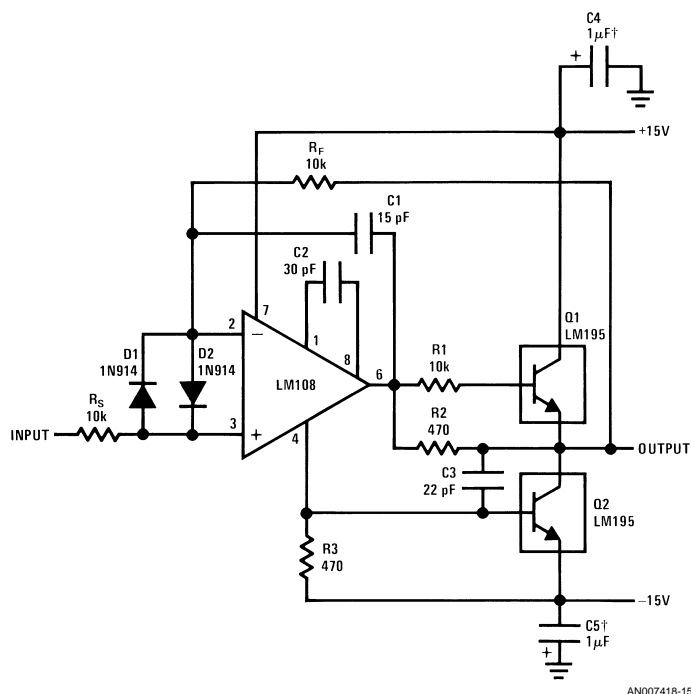 C4
1µF†
+
+15V
RF
10k
C1
15 pF
C2
30 pF
7
Q1
LM195
2
−
1
D1
1N914
D2
1N914
8
R1
10k
LM108
6
RS
10k
R2
470
INPUT
3
+
4
OUTPUT
C3
22 pF
Q2
LM195
R3
470
−15V
C5†
1µF
+
AN007418-15